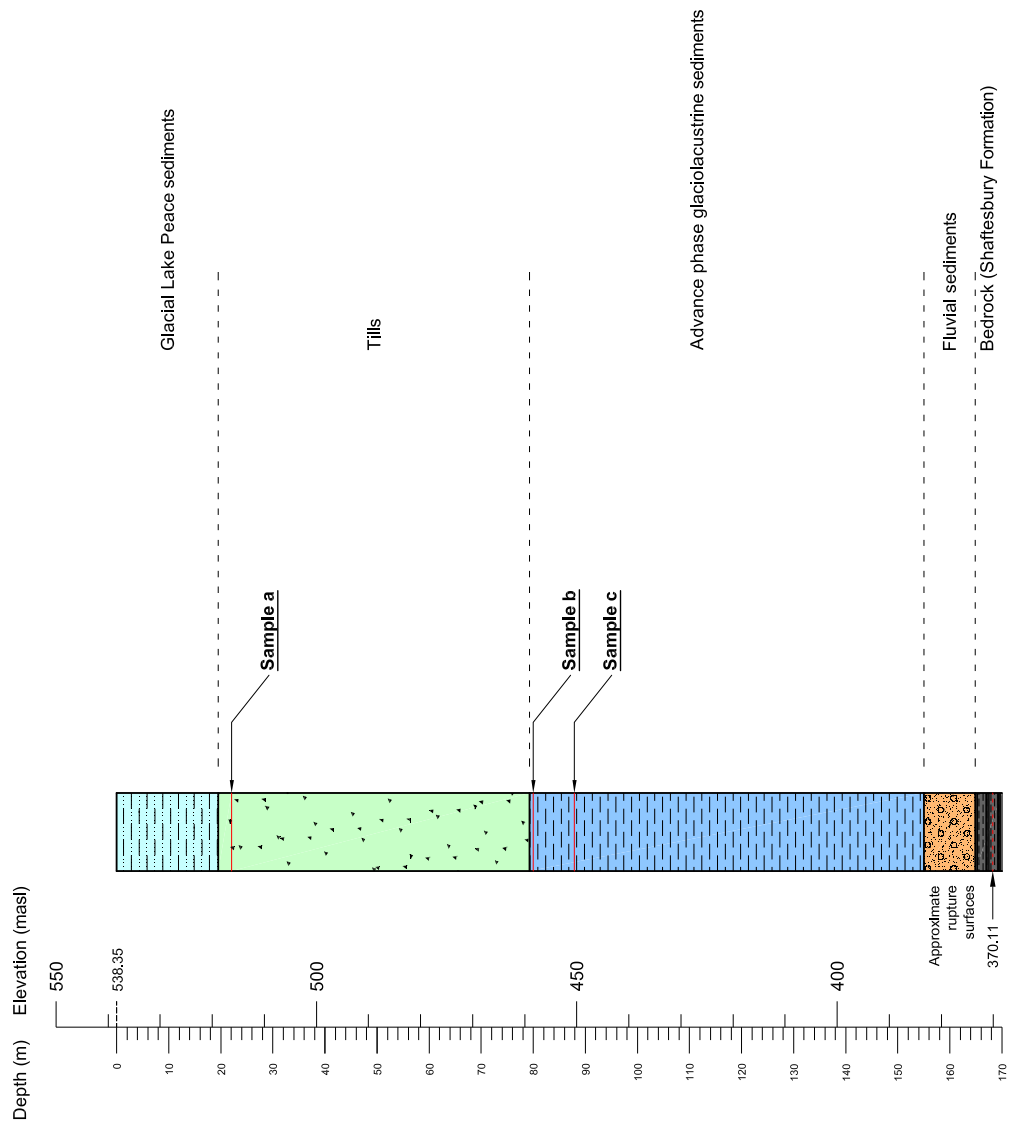 Depth (m)
Elevation (masl)
550
538.35
500
450
400
0
10
20
30
40
50
60
70
80
90
100
110
120
130
140
150
160
170
Approximate
rupture
surfaces
370.11
Sample a
Sample b
Sample c
Glacial Lake Peace sediments
Tills
Advance phase glaciolacustrine sediments
Fluvial sediments
Bedrock (Shaftesbury Formation)